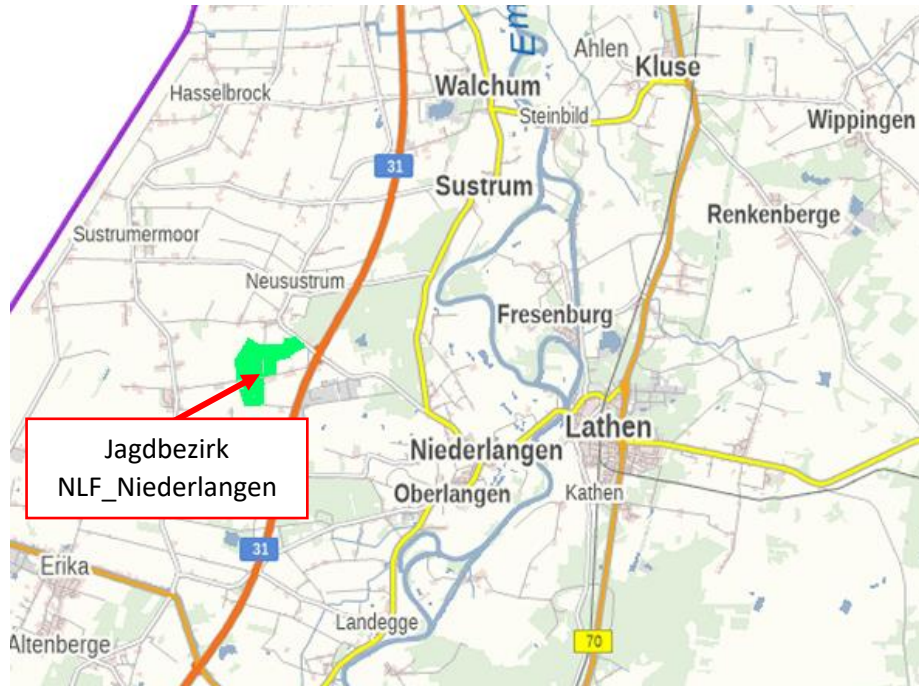 Em
Ahlen
Kluse
Hasselbrock
Walchum
Steinbild
Wippingen
31
Sustrum
Renkenberge
Sustrumermoor
Neusustrum
Fresenburg
Jagdbezirk
NLF_Niederlangen
Lathen
Niederlangen
Oberlangen
Kathen
31
Erika
Landegge
70
Altenberge